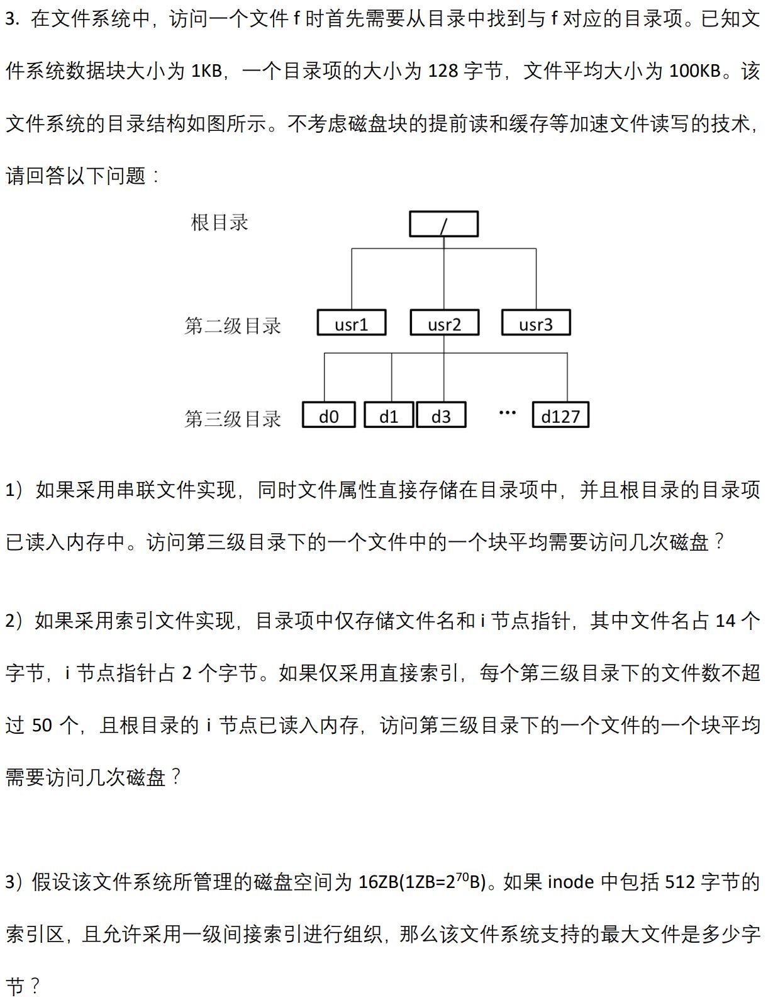 3. 在文件系统中，访问一个文件 f 时首先需要从目录中找到与 f 对应的目录项。已知文
件系统数据块大小为 1KB，一个目录项的大小为 128 字节，文件平均大小为 100KB。该
文件系统的目录结构如图所示。不考虑磁盘块的提前读和缓存等加速文件读写的技术，
请回答以下问题：
根目录
/
第二级目录
usr1
usr2
usr3
第三级目录
d0
d1
d3
...
d127
1）如果采用串联文件实现，同时文件属性直接存储在目录项中，并且根目录的目录项
已读入内存中。访问第三级目录下的一个文件中的一个块平均需要访问几次磁盘？
2）如果采用索引文件实现，目录项中仅存储文件名和 i 节点指针，其中文件名占 14 个
字节，i 节点指针占 2 个字节。如果仅采用直接索引，每个第三级目录下的文件数不超
过 50 个，且根目录的 i 节点已读入内存，访问第三级目录下的一个文件的一个块平均
需要访问几次磁盘？
3）假设该文件系统所管理的磁盘空间为 16ZB(1ZB=2⁷⁰B)。如果 inode 中包括 512 字节的
索引区，且允许采用一级间接索引进行组织，那么该文件系统支持的最大文件是多少字
节？